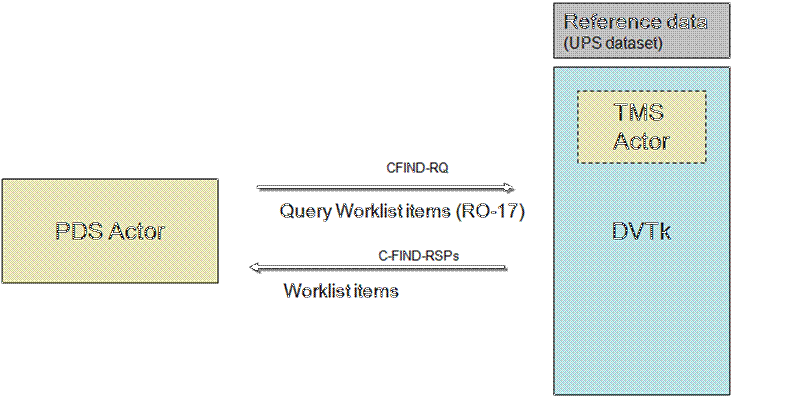 Reference data
(UPS dataset)
TMS
Actor
CFIND-RQ
Query Worklist items (RO-17)
PDS Actor
DVTk
C-FIND-RSPs
Worklist items